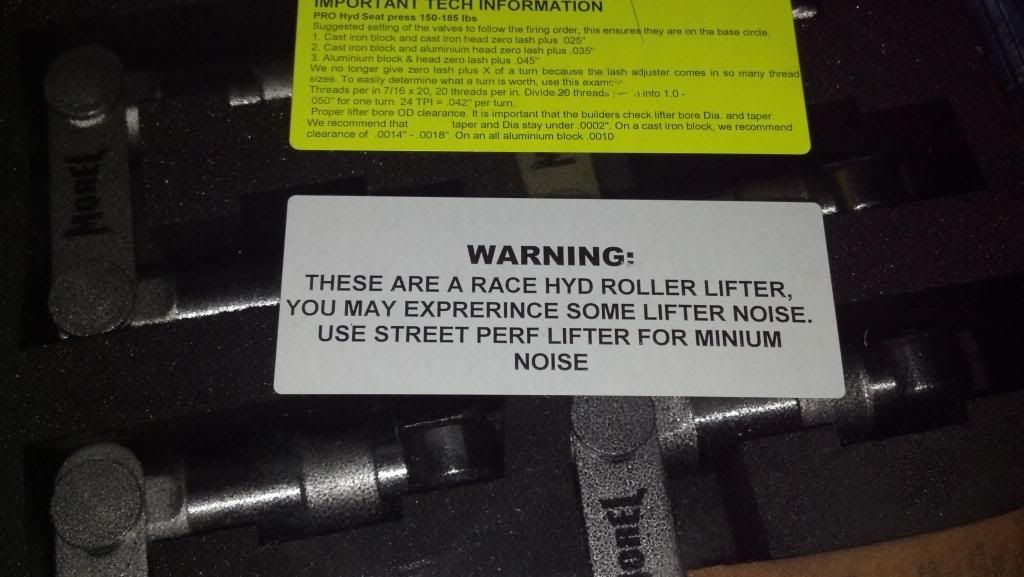 IMPORTANT TECH INFORMATION
PRO Hyd Seat press 150-185 lbs
Suggested setting of the valves to follow the firing order, this ensures they are on the base circle.
1. Cast iron block and cast iron head zero lash plus .025"
2. Cast iron block and aluminium head zero lash plus .035"
3. Aluminium block & head zero lash plus .045"
We no longer give zero lash plus X of a turn because the lash adjuster comes in so many thread
sizes. To easily determine what a turn is worth, use this
Threads per in 7/16 x 20, 20 threads per in. Divide 20 threads into 1.0 -
.050" for one turn. 24 TPI = .042" per turn.
Proper lifter bore OD clearance. It is important that the builders check lifter bore Dia. and taper.
We recommend that taper and Dia stay under .0002". On a cast iron block, we recommend
clearance of .0014" - .0018". On an all aluminium block .0010
MOREL
WARNING:
THESE ARE A RACE HYD ROLLER LIFTER,
YOU MAY EXPRERINCE SOME LIFTER NOISE.
USE STREET PERF LIFTER FOR MINIUM
NOISE
MOREL